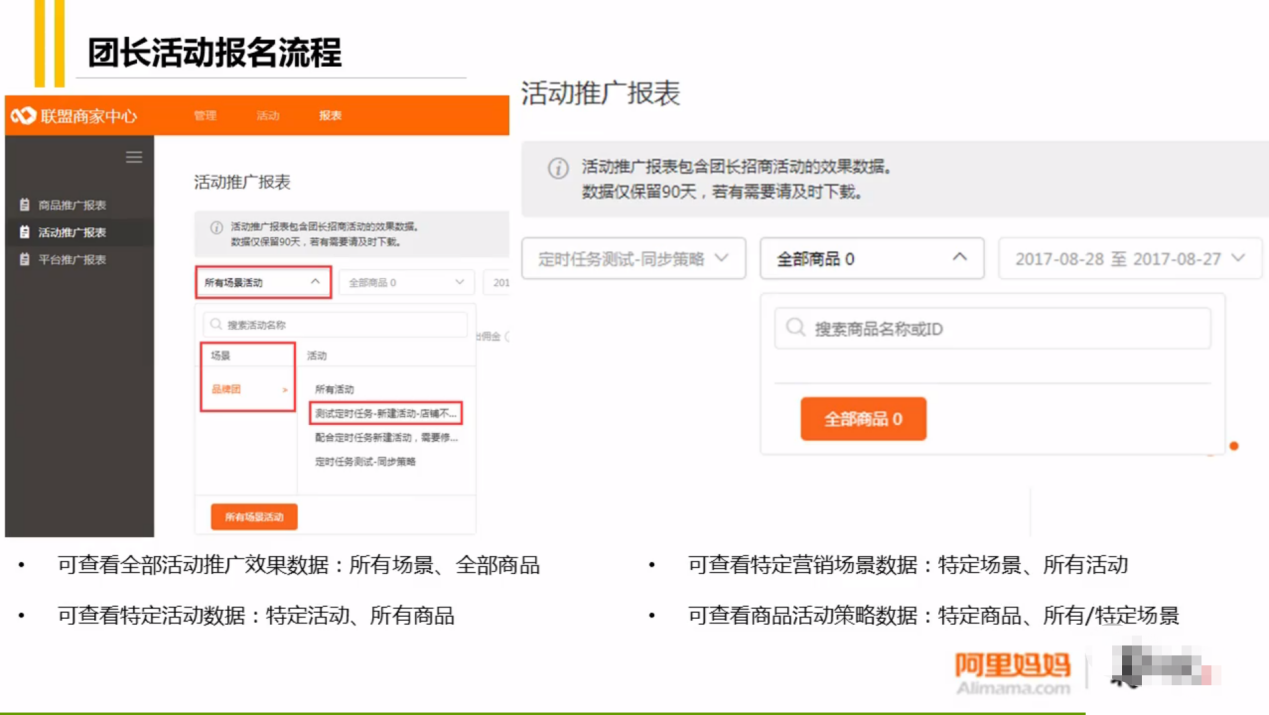 团长活动报名流程
联盟商家中心
管理
活动
报表
商品推广报表
活动推广报表
平台推广报表
活动推广报表
活动推广报表包含团长招商活动的效果数据。
数据仅保留90天，若有需要请及时下载。
所有场景活动
全部商品 0
201
搜索活动名称
场景
活动
品牌团 >
所有活动
测试定时任务-新建活动-店铺不...
配合定时任务新建活动，需要修...
定时任务测试-同步策略
所有场景活动
活动推广报表
活动推广报表包含团长招商活动的效果数据。
数据仅保留90天，若有需要请及时下载。
定时任务测试-同步策略
全部商品 0
2017-08-28 至 2017-08-27
搜索商品名称或ID
全部商品 0
• 可查看全部活动推广效果数据：所有场景、全部商品
• 可查看特定活动数据：特定活动、所有商品
• 可查看特定营销场景数据：特定场景、所有活动
• 可查看商品活动策略数据：特定商品、所有/特定场景
阿里妈妈
Alimama.com